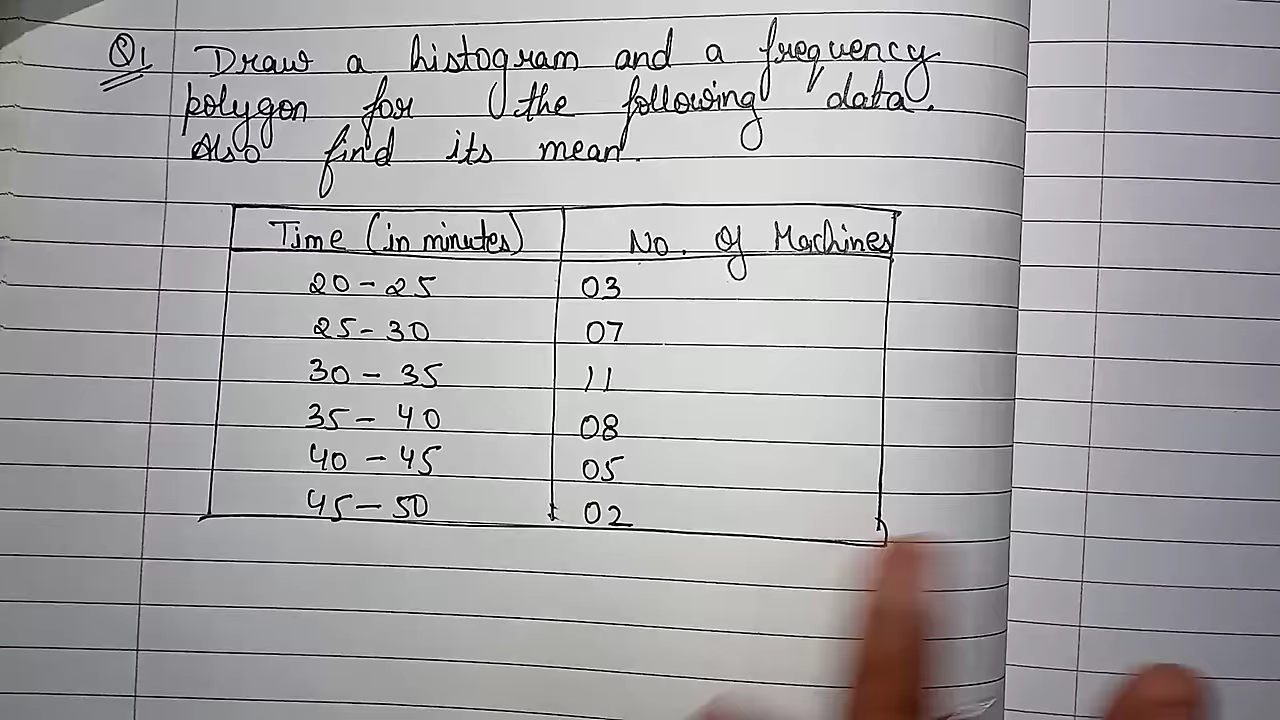 Q1 Draw a histogram and a frequency
polygon for the following data.
Also find its mean.
Time (in minutes) No. Of Machines
20-25 03
25-30 07
30-35 11
35-40 08
40-45 05
45-50 02